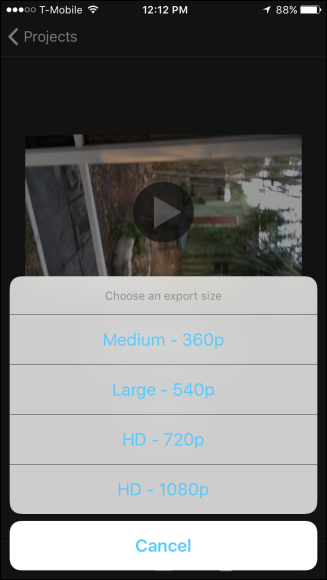 T-Mobile 12:12 PM 88%
Projects
Choose an export size
Medium - 360p
Large - 540p
HD - 720p
HD - 1080p
Cancel